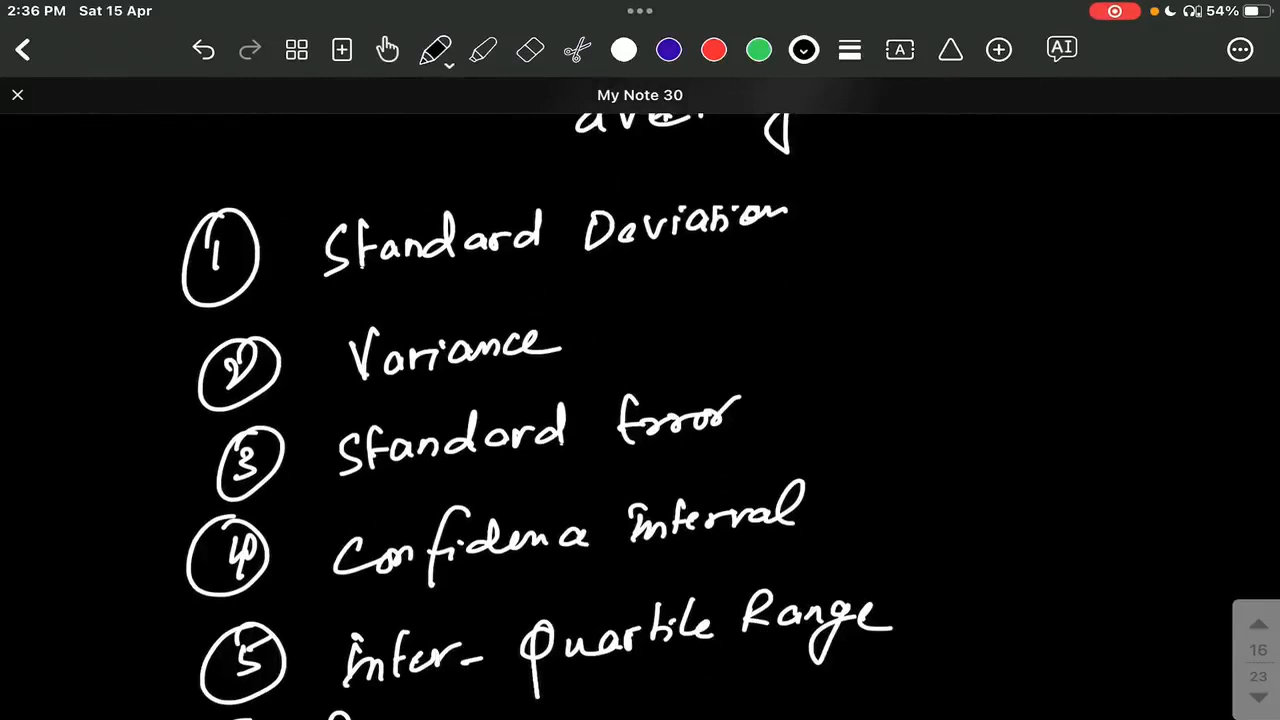 2:36 PM Sat 15 Apr
54%
A
AI
My Note 30
1 Standard Deviation
2 Variance
3 Standard Error
4 Confidence interval
5 inter- Quartile Range
16
23